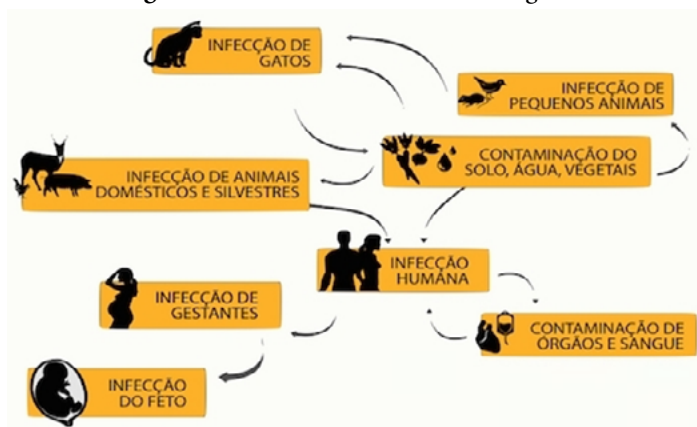 INFECÇÃO DE
GATOS
INFECÇÃO DE
PEQUENOS ANIMAIS
CONTAMINAÇÃO DO
SOLO, ÁGUA, VEGETAIS
INFECÇÃO DE ANIMAIS
DOMÉSTICOS E SILVESTRES
INFECÇÃO
HUMANA
INFECÇÃO DE
GESTANTES
CONTAMINAÇÃO DE
ÓRGÃOS E SANGUE
INFECÇÃO
DO FETO